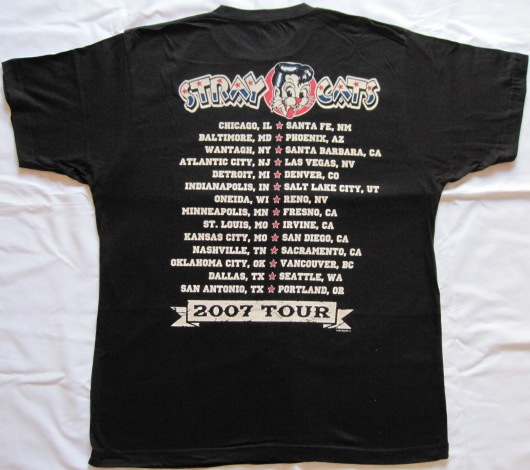 STRAY CATS
CHICAGO, IL ★ SANTA FE, NM
BALTIMORE, MD ★ PHOENIX, AZ
WANTAGH, NY ★ SANTA BARBARA, CA
ATLANTIC CITY, NJ ★ LAS VEGAS, NV
DETROIT, MI ★ DENVER, CO
INDIANAPOLIS, IN ★ SALT LAKE CITY, UT
ONEIDA, WI ★ RENO, NV
MINNEAPOLIS, MN ★ FRESNO, CA
ST. LOUIS, MO ★ IRVINE, CA
KANSAS CITY, MO ★ SAN DIEGO, CA
NASHVILLE, TN ★ SACRAMENTO, CA
OKLAHOMA CITY, OK ★ VANCOUVER, BC
DALLAS, TX ★ SEATTLE, WA
SAN ANTONIO, TX ★ PORTLAND, OR
2007 TOUR